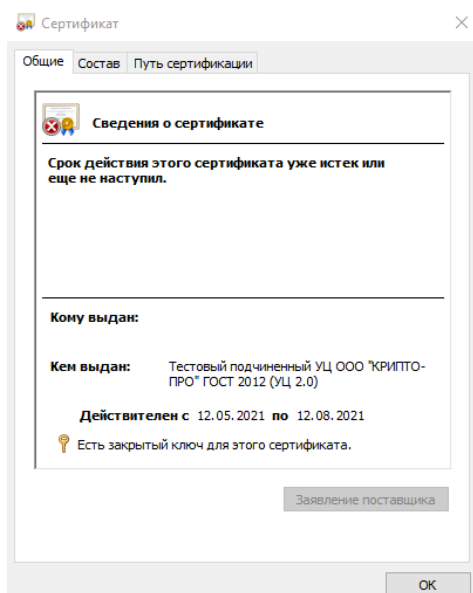 Сертификат
Общие Состав Путь сертификации
Сведения о сертификате
Срок действия этого сертификата уже истек или
еще не наступил.
Кому выдан:
Кем выдан: Тестовый подчиненный УЦ ООО "КРИПТО-
ПРО" ГОСТ 2012 (УЦ 2.0)
Действителен с 12.05.2021 по 12.08.2021
Есть закрытый ключ для этого сертификата.
Заявление поставщика
OK